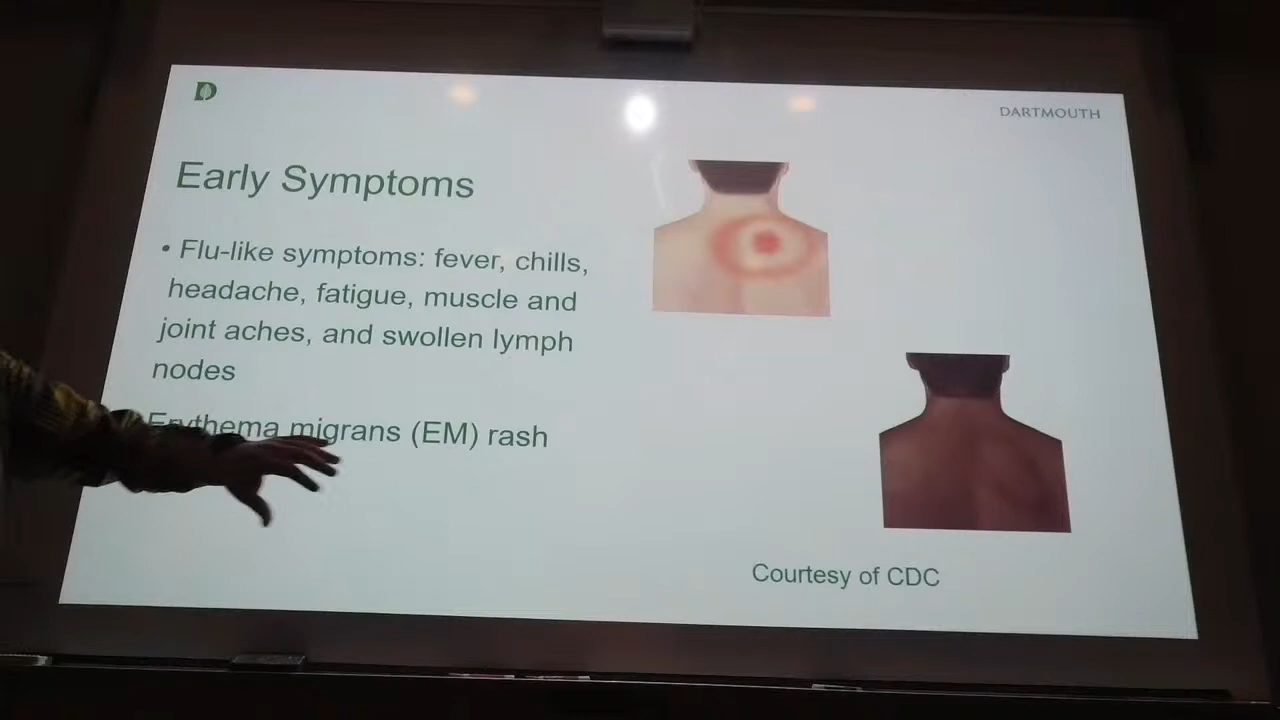 D
DARTMOUTH
Early Symptoms
• Flu-like symptoms: fever, chills,
headache, fatigue, muscle and
joint aches, and swollen lymph
nodes
Erythema migrans (EM) rash
Courtesy of CDC